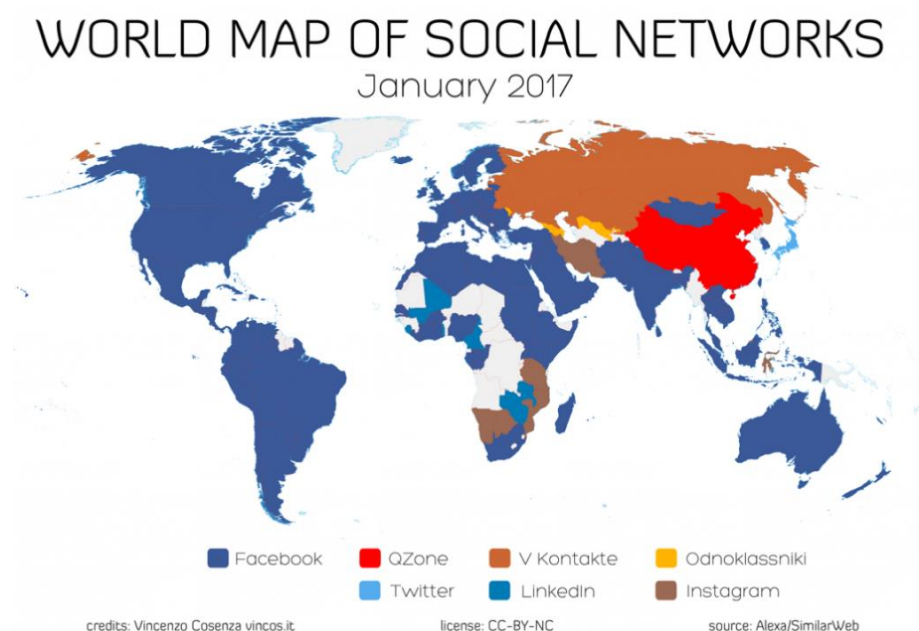 WORLD MAP OF SOCIAL NETWORKS
January 2017
Facebook
QZone
V Kontakte
Odnoklassniki
Twitter
LinkedIn
Instagram
credits: Vincenzo Cosenza vincos.it
license: CC-BY-NC
source: Alexa/SimilarWeb